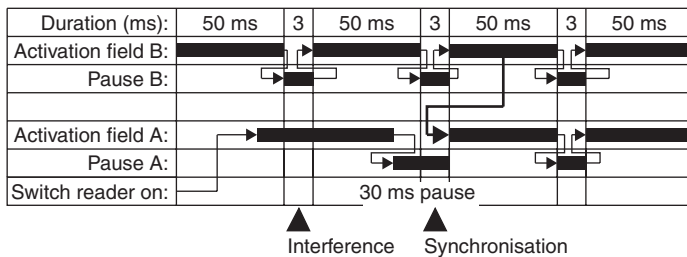 Duration (ms): 50 ms 3 50 ms 3 50 ms 3 50 ms
Activation field B:
Pause B:
Activation field A:
Pause A:
Switch reader on: 30 ms pause
Interference Synchronisation